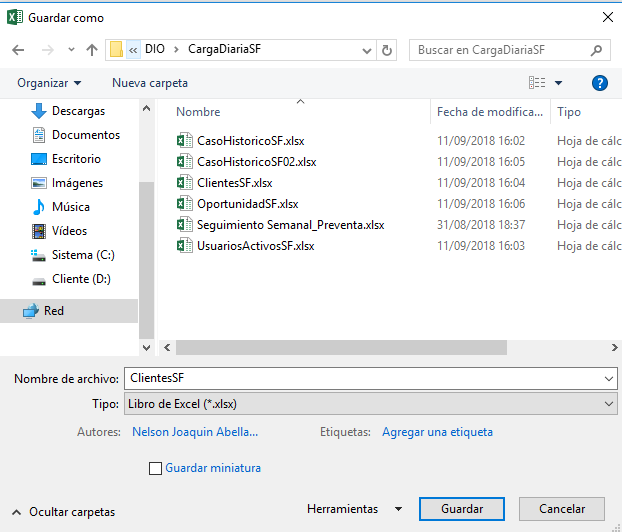 Guardar como
« DIO > CargaDiariaSF
Buscar en CargaDiariaSF
Organizar Nueva carpeta
Descargas
Documentos
Escritorio
Imágenes
Música
Vídeos
Sistema (C:)
Cliente (D:)
Red
Nombre Fecha de modifica... Tipo
CasoHistoricoSF.xlsx 11/09/2018 16:02 Hoja de cálc
CasoHistoricoSF02.xlsx 11/09/2018 16:05 Hoja de cálc
ClientesSF.xlsx 11/09/2018 16:04 Hoja de cálc
OportunidadSF.xlsx 11/09/2018 16:06 Hoja de cálc
Seguimiento Semanal_Preventa.xlsx 31/08/2018 18:37 Hoja de cálc
UsuariosActivosSF.xlsx 11/09/2018 16:03 Hoja de cálc
Nombre de archivo: ClientesSF
Tipo: Libro de Excel (*.xlsx)
Autores: Nelson Joaquin Abella... Etiquetas: Agregar una etiqueta
Guardar miniatura
Ocultar carpetas Herramientas Guardar Cancelar